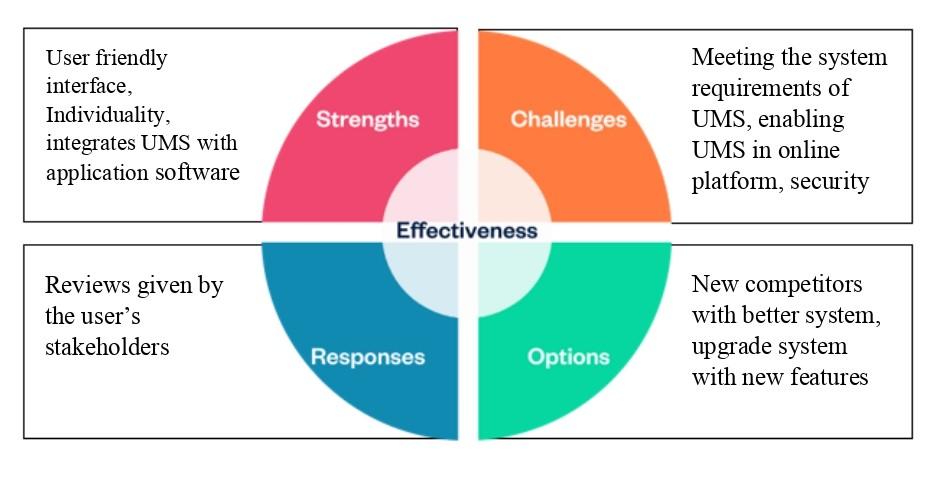 User friendly
interface,
Individuality,
integrates UMS with
application software
Strengths
Challenges
Meeting the system
requirements of
UMS, enabling
UMS in online
platform, security
Effectiveness
Reviews given by
the user’s
stakeholders
Responses
Options
New competitors
with better system,
upgrade system
with new features